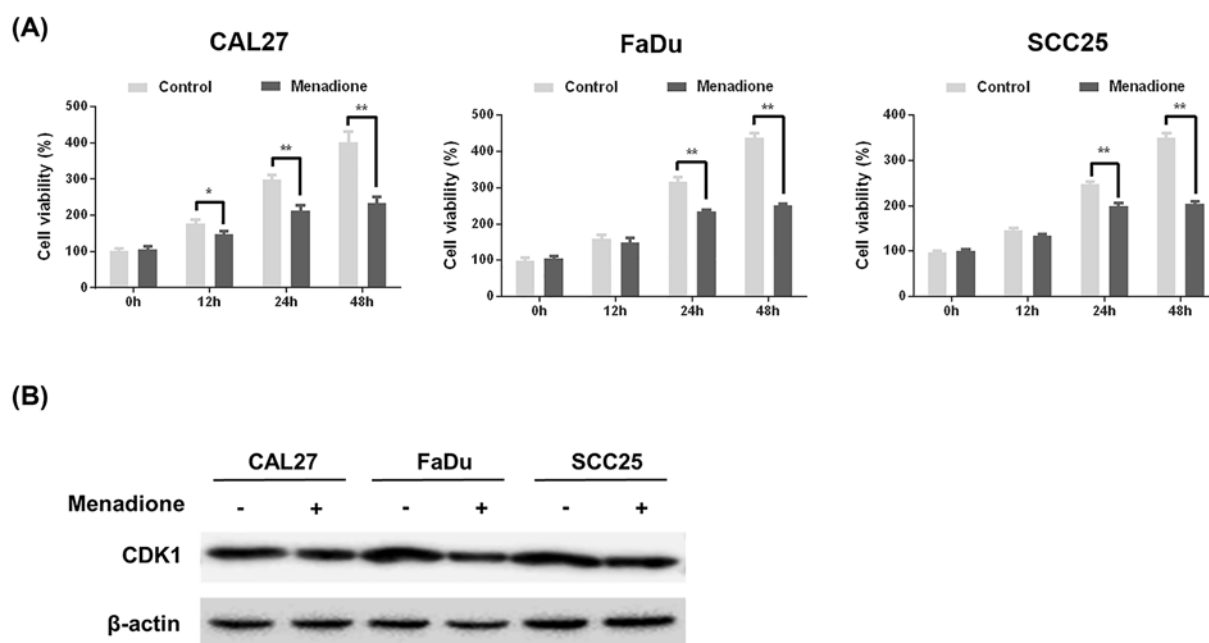 (A)
CAL27
Control Menadione
Cell viability (%)
500
400
300
200
100
0
* ** **
0h 12h 24h 48h
FaDu
Control Menadione
Cell viability (%)
500
400
300
200
100
0
** **
0h 12h 24h 48h
SCC25
Control Menadione
Cell viability (%)
400
300
200
100
0
** **
0h 12h 24h 48h
(B)
CAL27 FaDu SCC25
Menadione - + - + - +
CDK1
β-actin